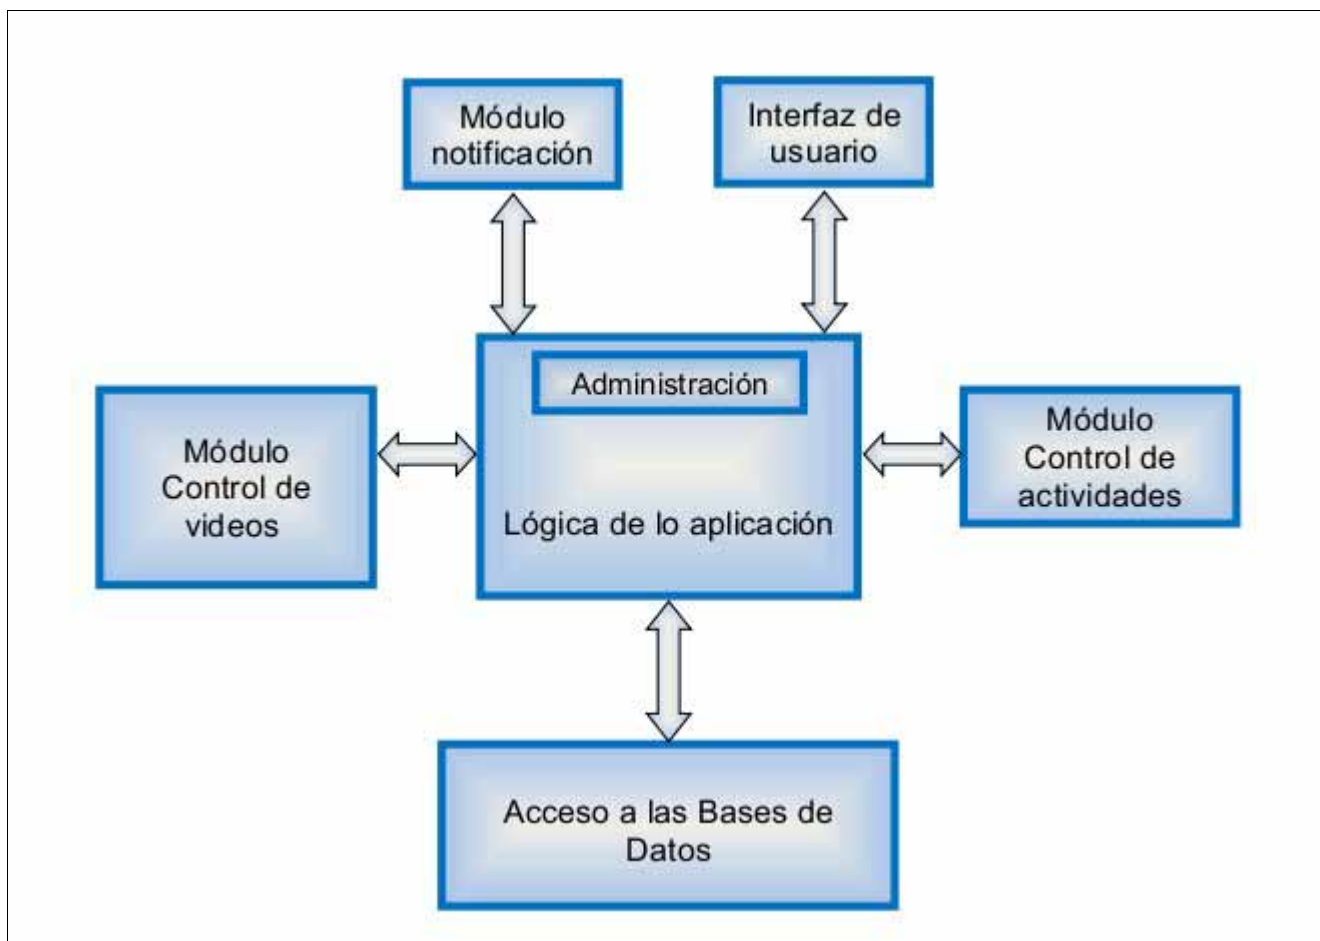 Módulo
notificación
Interfaz de
usuario
Administración
Lógica de lo aplicación
Módulo
Control de
videos
Módulo
Control de
actividades
Acceso a las Bases de
Datos